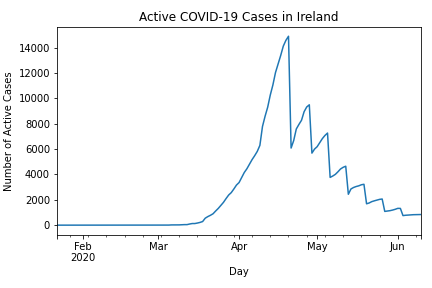 Active COVID-19 Cases in Ireland
14000
12000
10000
8000
6000
4000
2000
0
Number of Active Cases
Feb
2020
Mar
Apr
May
Jun
Day